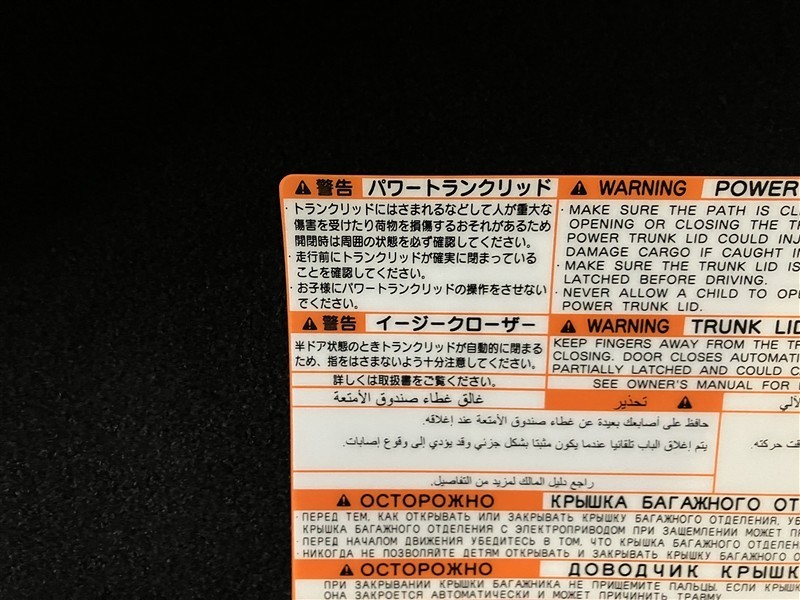 警告 パワートランクリッド
・トランクリッドにはさまれるなどして人が重大な
傷害を受けたり荷物を損傷するおそれがあるため
開閉時は周囲の状態を必ず確認してください。
・走行前にトランクリッドが確実に閉まっている
ことを確認してください。
・お子様にパワートランクリッドの操作をさせない
でください。
警告 イージークローザー
半ドア状態のときトランクリッドが自動的に閉まる
ため、指をはさまないよう十分注意してください。
詳しくは取扱書をご覧ください。
WARNING POWER
・MAKE SURE THE PATH IS
OPENING OR CLOSING THE
POWER TRUNK LID COULD
DAMAGE CARGO IF CAUGHT
・MAKE SURE THE TRUNK LID IS
LATCHED BEFORE DRIVING.
・NEVER ALLOW A CHILD TO
POWER TRUNK LID.
WARNING TRUNK
KEEP FINGERS AWAY FROM THE
CLOSING. DOOR CLOSES
PARTIALLY LATCHED AND COULD
SEE OWNER'S MANUAL FOR
تحذير
غالق غطاء صندوق الأمتعة
حافظ على أصابعك بعيدة عن غطاء صندوق الأمتعة عند إغلاقه.
يتم إغلاق الباب تلقائيا عندما يكون مثبتا بشكل جزئي وقد يؤدي إلى وقوع إصابات.
حركته.
راجع دليل المالك لمزيد من التفاصيل.
ОСТОРОЖНО КРЫШКА БАГАЖНОГО
・ПЕРЕД ТЕМ, КАК ОТКРЫВАТЬ ИЛИ ЗАКРЫВАТЬ КРЫШКУ БАГАЖНОГО ОТДЕЛЕНИЯ,
КРЫШКА БАГАЖНОГО ОТДЕЛЕНИЯ С ЭЛЕКТРОПРИВОДОМ ПРИ ЗАЩЕМЛЕНИИ МОЖЕТ
・ПЕРЕД НАЧАЛОМ ДВИЖЕНИЯ УБЕДИТЕСЬ В ТОМ, ЧТО КРЫШКА БАГАЖНОГО
・НИКОГДА НЕ ПОЗВОЛЯЙТЕ ДЕТЯМ ОТКРЫВАТЬ И ЗАКРЫВАТЬ КРЫШКУ БАГАЖНОГО
ОСТОРОЖНО ДОВОДЧИК
ПРИ ЗАКРЫВАНИИ КРЫШКИ БАГАЖНИКА НЕ ПРИЩЕМИТЕ ПАЛЬЦЫ. ЕСЛИ
ОНА ЗАКРОЕТСЯ АВТОМАТИЧЕСКИ И МОЖЕТ ПРИЧИНИТЬ ТРАВМУ.